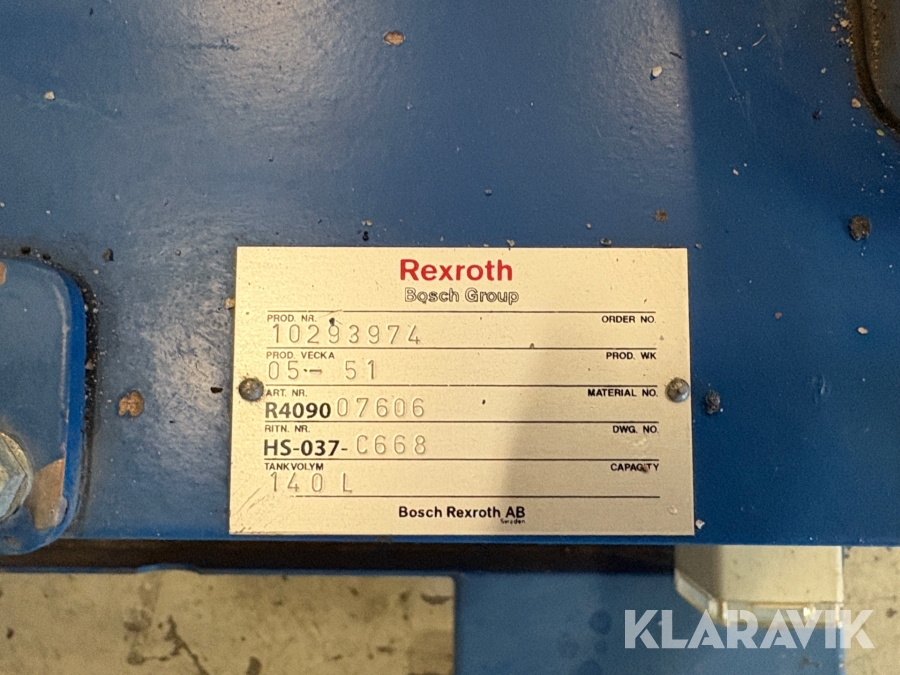 Rexroth
Bosch Group
PROD. NR. ORDER NO.
10293974
PROD. VECKA PROD. WK
05-- 51
ART. NR. MATERIAL NO.
R4090 07606
RITN. NR. DWG. NO.
HS-037- C668
TANKVOLYM CAPACITY
140 L
Bosch Rexroth AB
Sweden
KLARAVIK